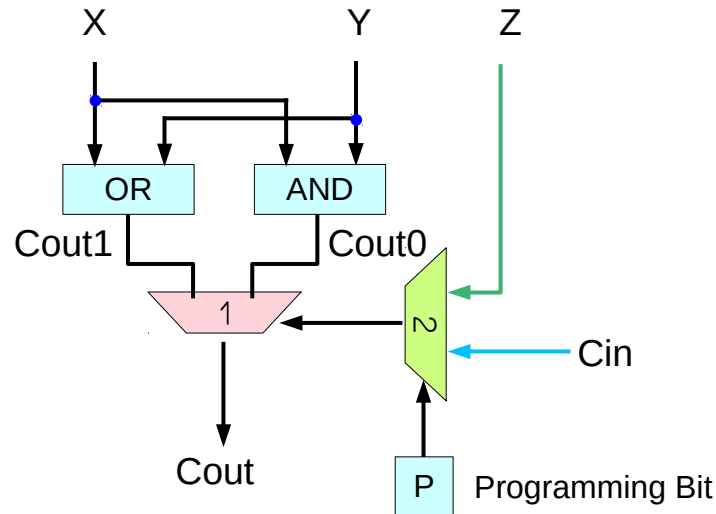 X Y Z
OR AND
Cout1 Cout0
1
2
Cin
Cout
P Programming Bit